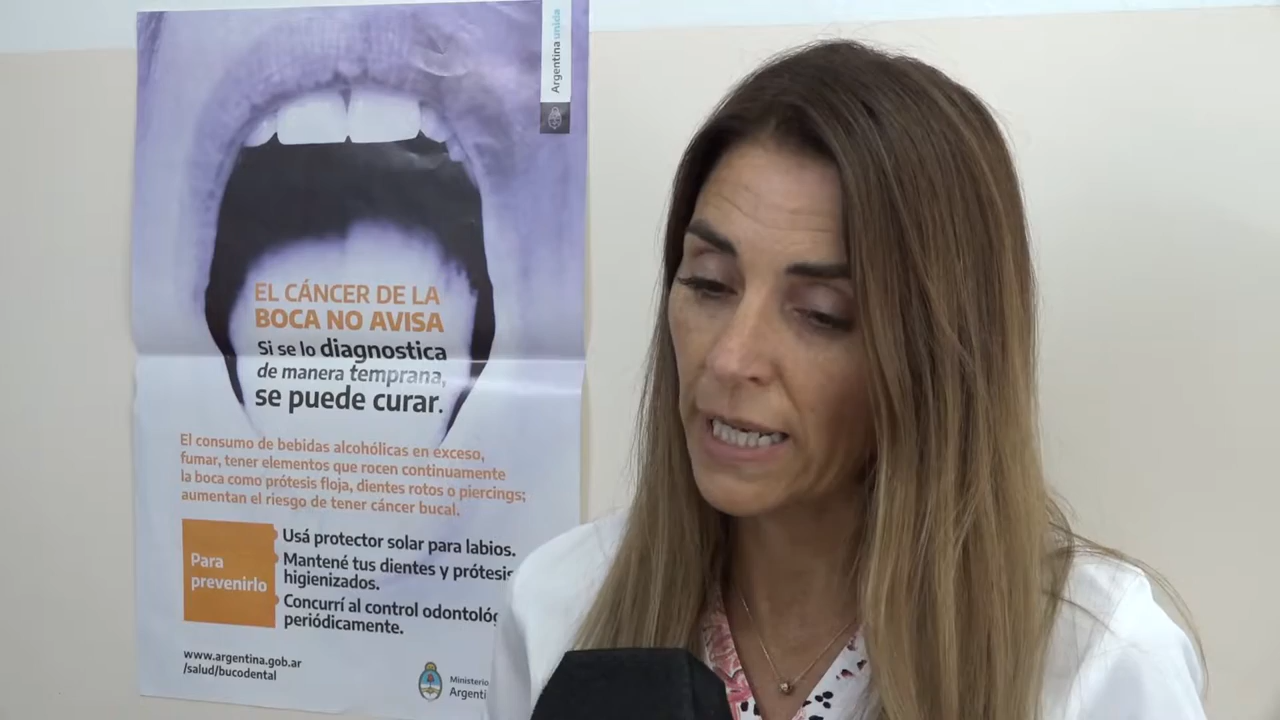 Argentina unida
EL CÁNCER DE LA
BOCA NO AVISA
Si se lo diagnostica
de manera temprana,
se puede curar.
El consumo de bebidas alcohólicas en exceso,
fumar, tener elementos que rocen continuamente
la boca como prótesis floja, dientes rotos o piercings;
aumentan el riesgo de tener cáncer bucal.
Para
prevenirlo
Usá protector solar para labios.
Mantené tus dientes y prótesis
higienizados.
Concurrí al control
periódicamente.
www.argentina.gob.ar
/salud/bucodental
Ministerio